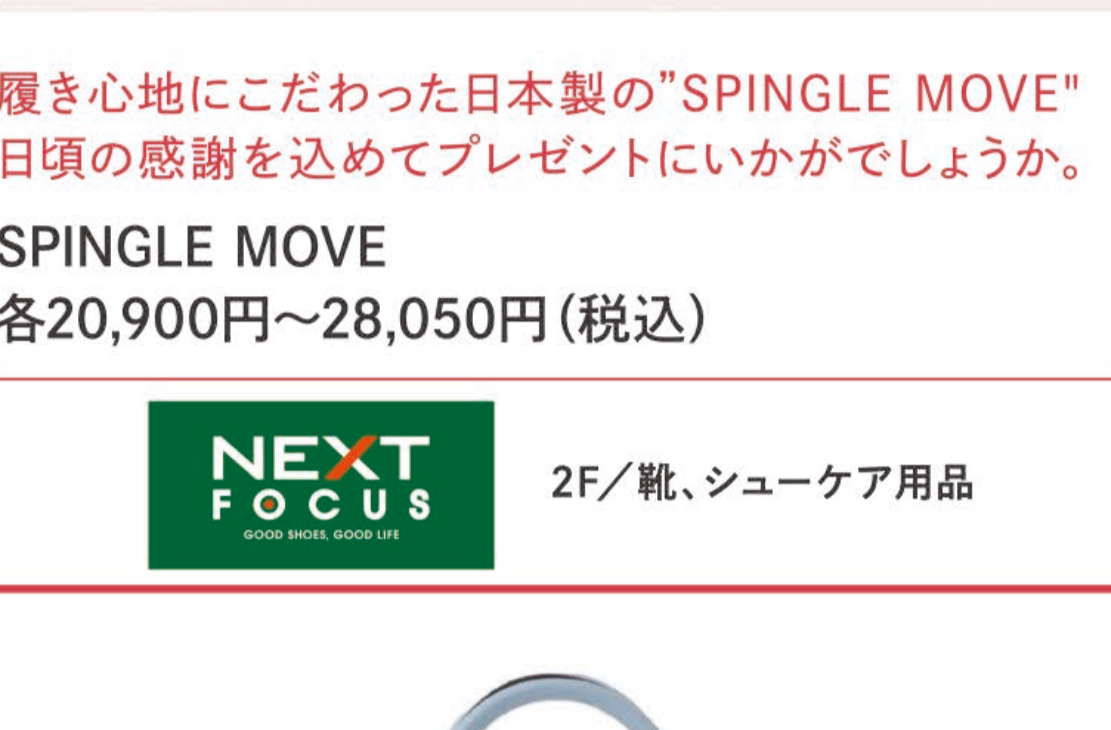 履き心地にこだわった日本製の”SPINGLE MOVE"
日頃の感謝を込めてプレゼントにいかがでしょうか。
SPINGLE MOVE
各20,900円〜28,050円(税込)
NEXT
FOCUS
GOOD SHOES, GOOD LIFE
2F／靴、シューケア用品